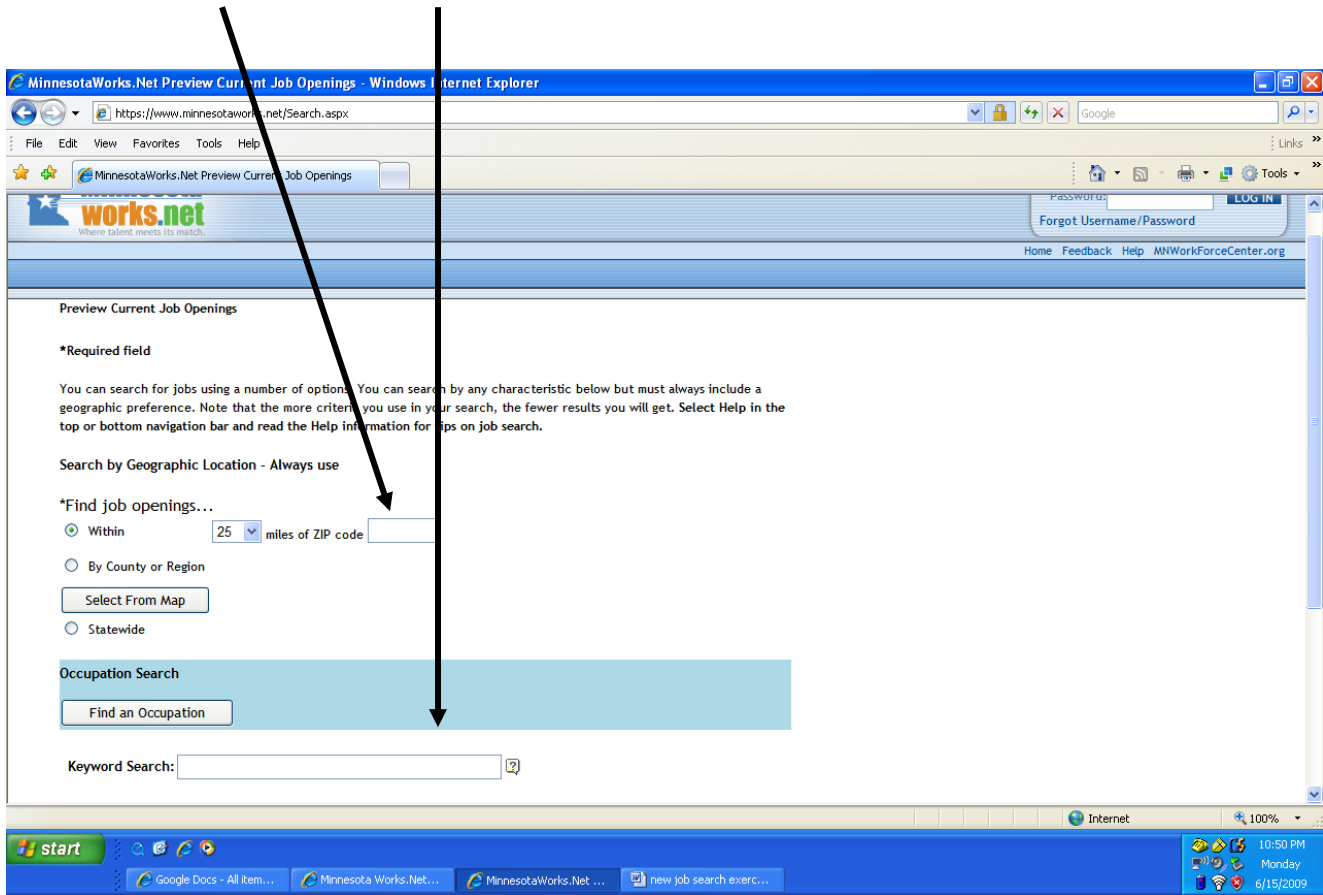 MinnesotaWorks.Net Preview Current Job Openings - Windows Internet Explorer
https://www.minnesotaworks.net/Search.aspx
Google
File Edit View Favorites Tools Help
Links
MinnesotaWorks.Net Preview Current Job Openings
Tools
works.net
Where talent meets its match.
Password:
LOG IN
Forgot Username/Password
Home Feedback Help MNWorkForceCenter.org
Preview Current Job Openings
*Required field
You can search for jobs using a number of options. You can search by any characteristic below but must always include a
geographic preference. Note that the more criteria you use in your search, the fewer results you will get. Select Help in the
top or bottom navigation bar and read the Help information for tips on job search.
Search by Geographic Location - Always use
*Find job openings...
Within 25 miles of ZIP code
By County or Region
Select From Map
Statewide
Occupation Search
Find an Occupation
Keyword Search:
Internet 100%
start
10:50 PM
Monday
6/15/2009
Google Docs - All item... Minnesota Works.Net... MinnesotaWorks.Net ... new job search exerc...